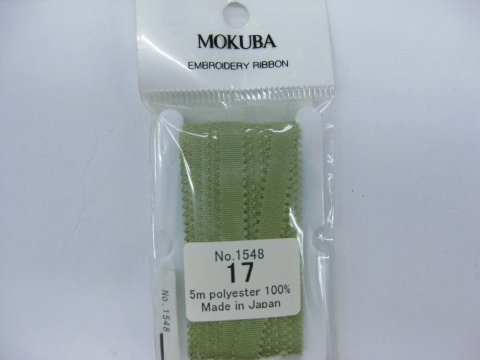 MOKUBA
EMBROIDERY RIBBON
No.1548
17
5m polyester 100%
Made in Japan
No. 1548